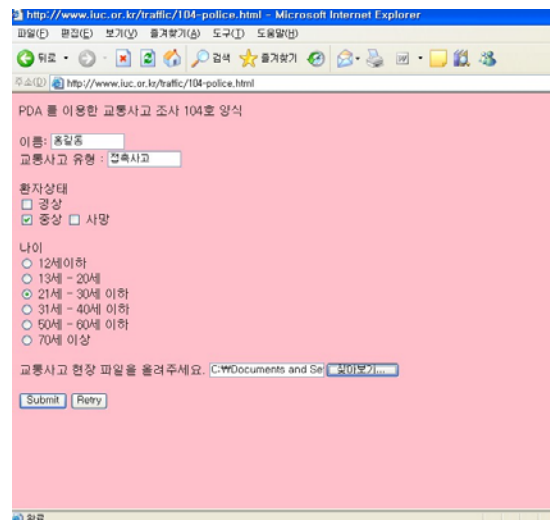 http://www.iuc.or.kr/traffic/104-police.html - Microsoft Internet Explorer
파일(F) 편집(E) 보기(V) 즐겨찾기(A) 도구(T) 도움말(H)
뒤로 검색 즐겨찾기
주소(D) http://www.iuc.or.kr/traffic/104-police.html
PDA 를 이용한 교통사고 조사 104호 양식
이름: 홍길동
교통사고 유형 : 접촉사고
환자상태
경상
중상 사망
나이
12세이하
13세 - 20세
21세 - 30세 이하
31세 - 40세 이하
50세 - 60세 이하
70세 이상
교통사고 현장 파일을 올려주세요. C:₩Documents and Se 찾아보기...
Submit Retry
완료